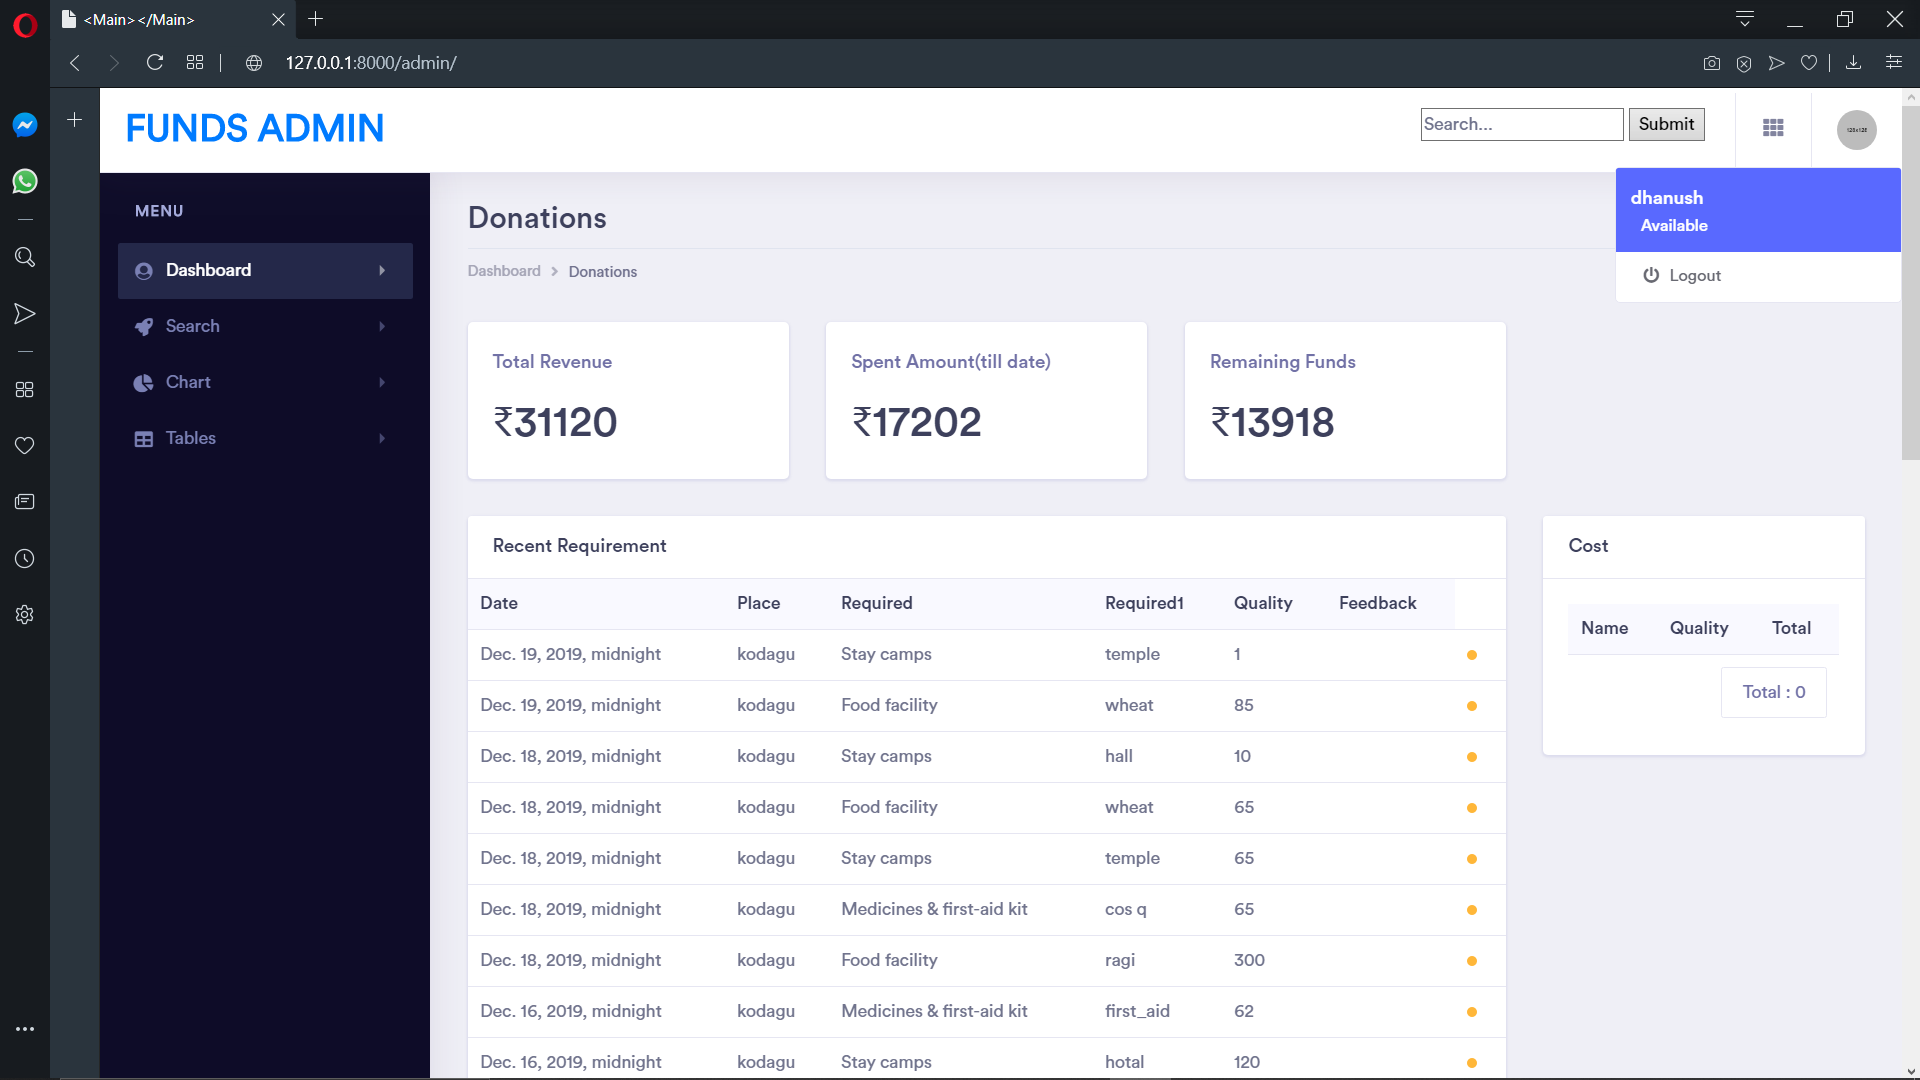 <Main></Main>
127.0.0.1:8000/admin/
FUNDS ADMIN
Search...
Submit
128x128
dhanush
Available
Logout
MENU
Dashboard
Search
Chart
Tables
Donations
Dashboard > Donations
Total Revenue
₹31120
Spent Amount(till date)
₹17202
Remaining Funds
₹13918
Recent Requirement
Date Place Required Required1 Quality Feedback
Dec. 19, 2019, midnight kodagu Stay camps temple 1
Dec. 19, 2019, midnight kodagu Food facility wheat 85
Dec. 18, 2019, midnight kodagu Stay camps hall 10
Dec. 18, 2019, midnight kodagu Food facility wheat 65
Dec. 18, 2019, midnight kodagu Stay camps temple 65
Dec. 18, 2019, midnight kodagu Medicines & first-aid kit cos q 65
Dec. 18, 2019, midnight kodagu Food facility ragi 300
Dec. 16, 2019, midnight kodagu Medicines & first-aid kit first_aid 62
Dec. 16, 2019, midnight kodagu Stay camps hotal 120
Cost
Name Quality Total
Total : 0